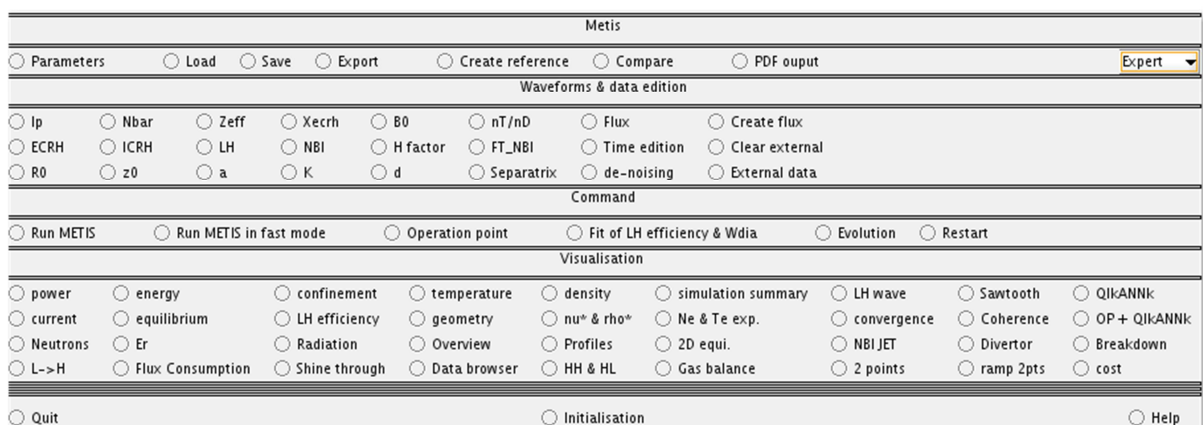 Metis
Parameters Load Save Export Create reference Compare PDF ouput Expert
Waveforms & data edition
Ip Nbar Zeff Xecrh B0 nT/nD Flux Create flux
ECRH ICRH LH NBI H factor FT_NBI Time edition Clear external
R0 z0 a K d Separatrix de-noising External data
Command
Run METIS Run METIS in fast mode Operation point Fit of LH efficiency & Wdia Evolution Restart
Visualisation
power energy confinement temperature density simulation summary LH wave Sawtooth QlkANNk
current equilibrium LH efficiency geometry nu* & rho* Ne & Te exp. convergence Coherence OP + QlkANNk
Neutrons Er Radiation Overview Profiles 2D equi. NBI JET Divertor Breakdown
L->H Flux Consumption Shine through Data browser HH & HL Gas balance 2 points ramp 2pts cost
Quit Initialisation Help